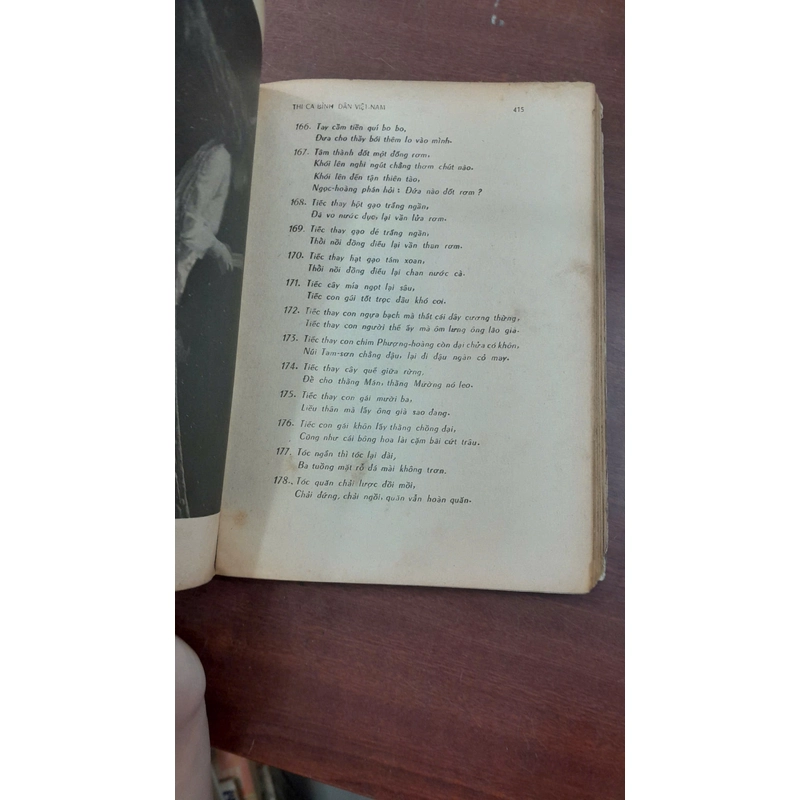 THI CA BÌNH DÂN VIỆT-NAM 415
166. Tay cầm tiền quí bo bo,
Đưa cho thầy bói thêm lo vào mình.
167. Tâm thành đốt một đống rơm,
Khói lên nghi ngút chẳng thơm chút nào.
Khói lên đến tận thiên tào,
Ngọc-hoàng phán hỏi : Đứa nào đốt rơm ?
168. Tiếc thay bột gạo trắng ngần,
Đã vo nước đục, lại vần lửa rơm.
169. Tiếc thay gạo dé trắng ngần,
Thổi nồi đồng điếu lại vần than rơm.
170. Tiếc thay hạt gạo tám xoan,
Thổi nồi đồng điếu lại chan nước cà.
171. Tiếc cây mía ngọt lại sâu,
Tiếc con gái tốt trọc đầu khó coi.
172. Tiếc thay con ngựa bạch mà thắt cái dây cương thừng,
Tiếc thay con người thế ấy mà ôm lưng ông lão già.
173. Tiếc thay con chim Phượng-hoàng còn dại chửa có khôn,
Núi Tam-sơn chẳng đậu, lại đi đậu ngàn cỏ may.
174. Tiếc thay cây quế giữa rừng,
Để cho thằng Mán, thằng Mường nó leo.
175. Tiếc thay con gái mười ba,
Liều thân mà lấy ông già sao đang.
176. Tiếc con gái khôn lấy thằng chồng dại,
Cũng như cái bông hoa lài cặm bãi cứt trâu.
177. Tóc ngắn thì tóc lại dài,
Ba tuồng mặt rỗ đá mài không trơn.
178. Tóc quăn chải lược đồi mồi,
Chải đứng, chải ngồi, quăn vẫn hoàn quăn.